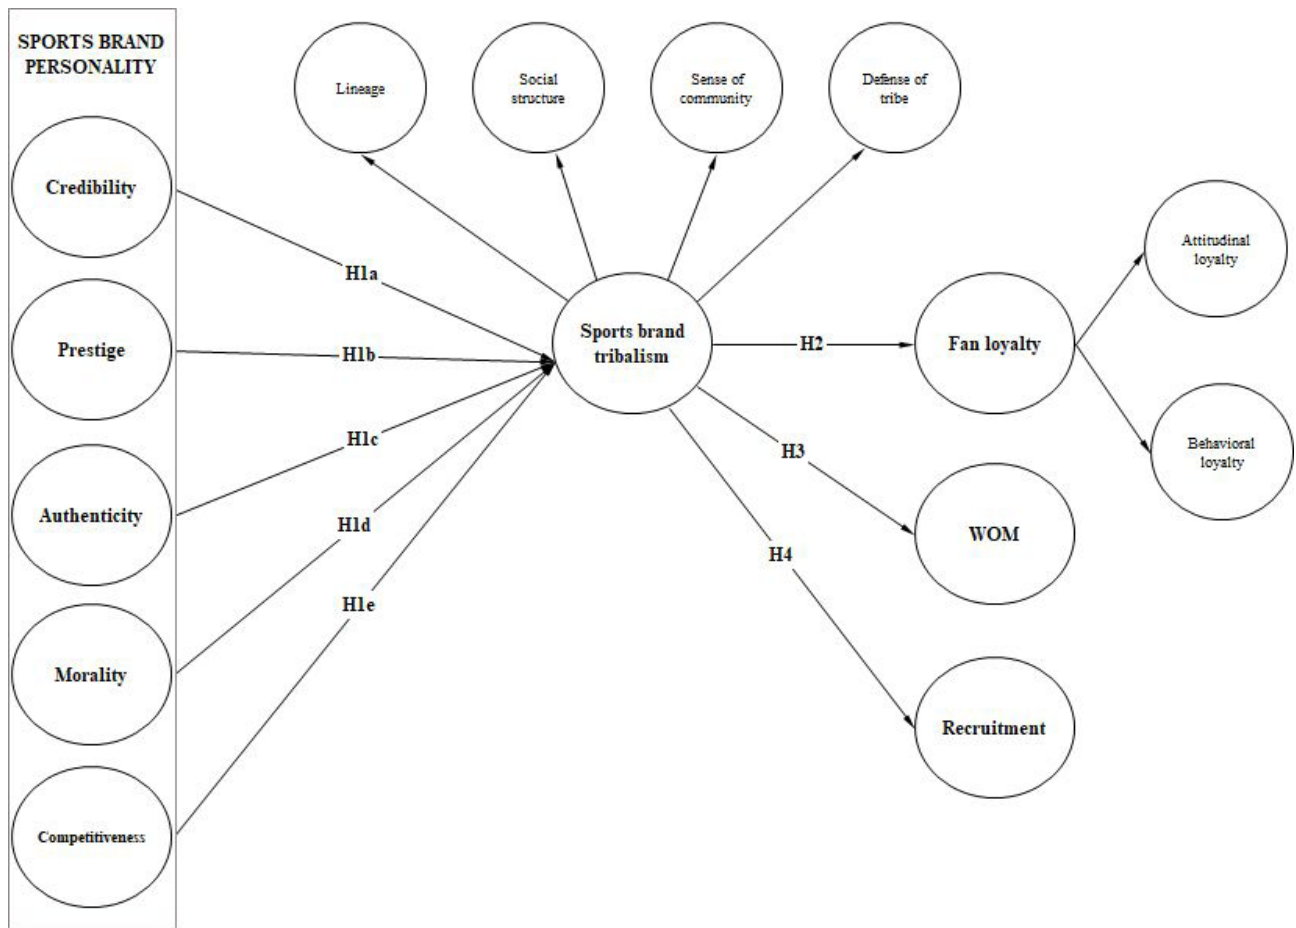 SPORTS BRAND
PERSONALITY
Credibility
Prestige
Authenticity
Morality
Competitiveness
H1a
H1b
H1c
H1d
H1e
Lineage
Social
structure
Sense of
community
Defense of
tribe
Sports brand
tribalism
H2
H3
H4
Fan loyalty
WOM
Recruitment
Attitudinal
loyalty
Behavioral
loyalty